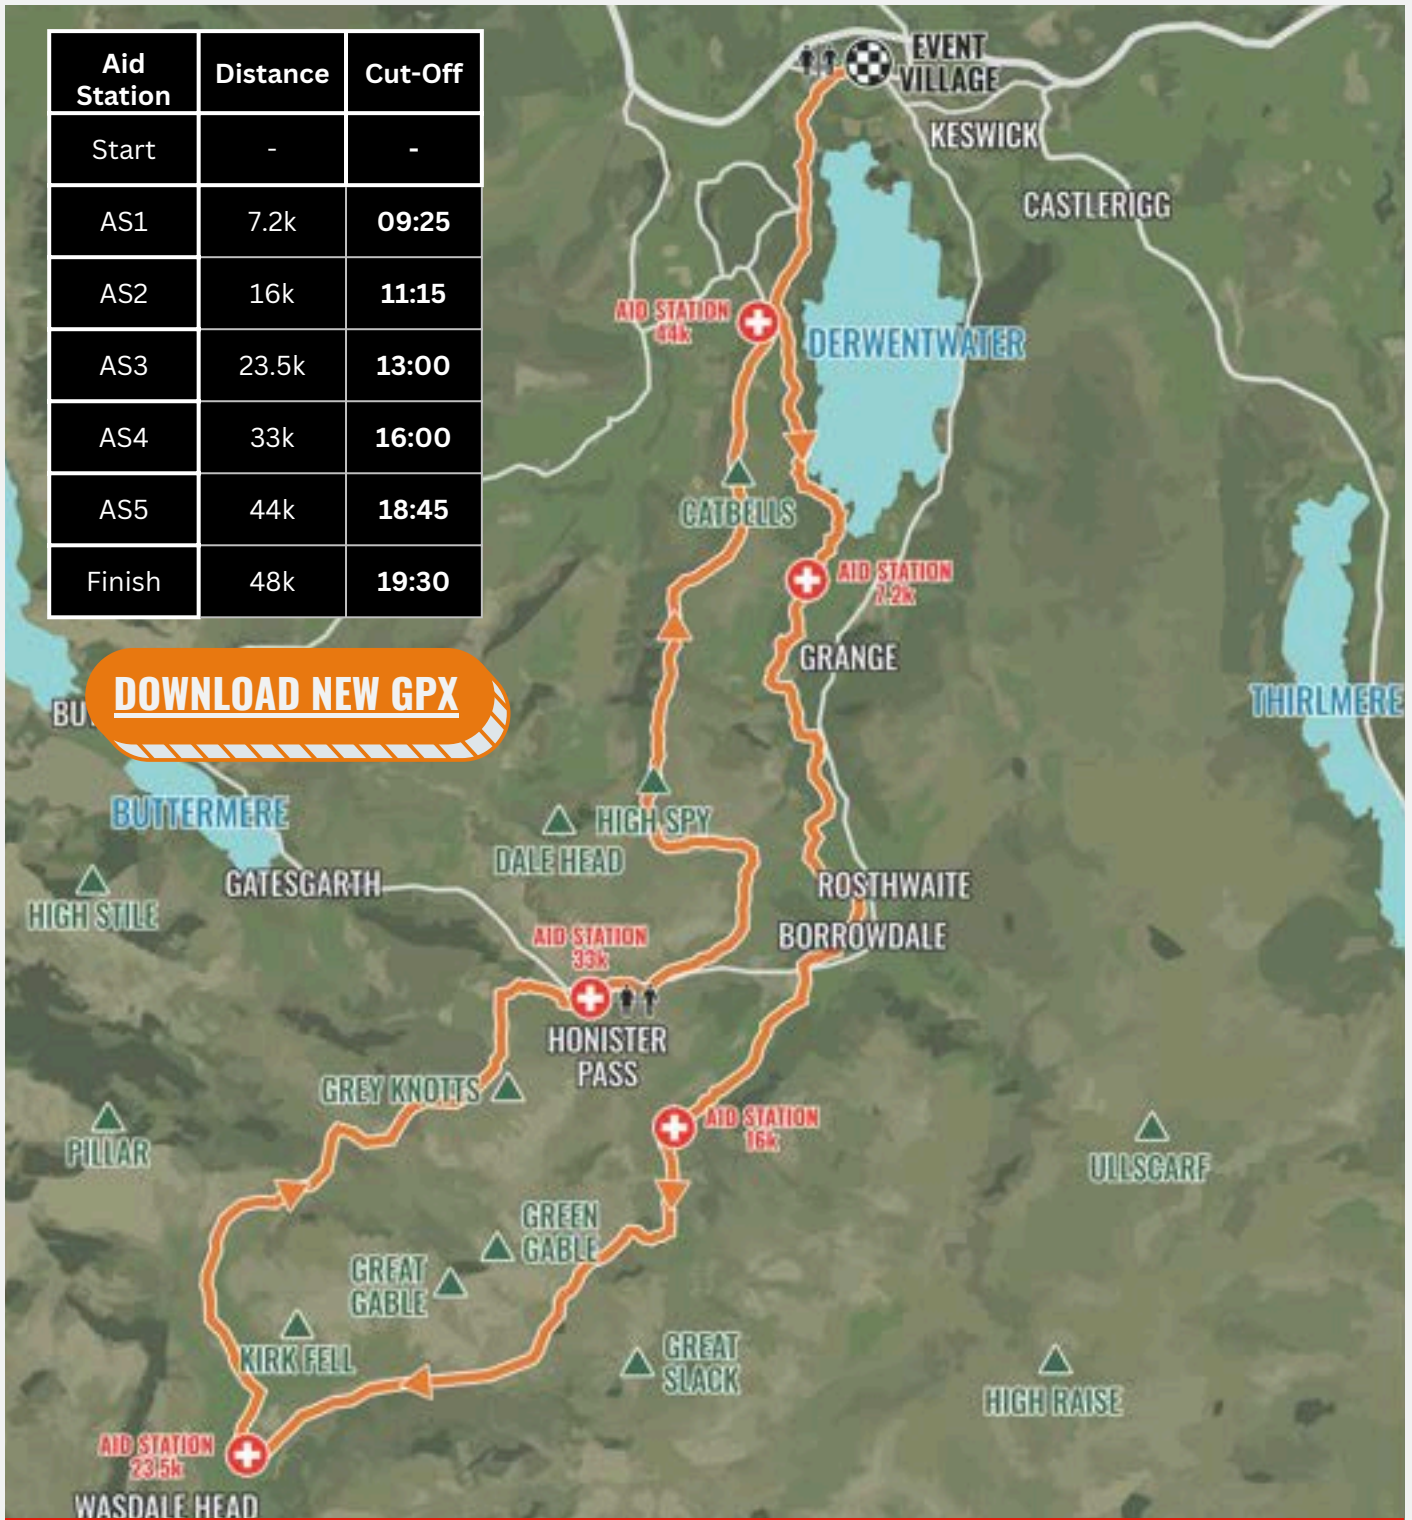 Aid
Station
Distance
Cut-Off
Start
-
-
AS1
7.2k
09:25
AS2
16k
11:15
AS3
23.5k
13:00
AS4
33k
16:00
AS5
44k
18:45
Finish
48k
19:30
DOWNLOAD NEW GPX
EVENT
VILLAGE
KESWICK
CASTLERIGG
AID STATION
44k
DERWENTWATER
CATBELLS
AID STATION
7.2k
GRANGE
THIRLMERE
BU
BUTTERMERE
HIGH SPY
DALE HEAD
GATESGARTH
ROSTHWAITE
HIGH STILE
AID STATION
33k
BORROWDALE
HONISTER
PASS
GREY KNOTTS
AID STATION
16k
PILLAR
ULLSCARF
GREEN
GABLE
GREAT
GABLE
KIRK FELL
GREAT
SLACK
HIGH RAISE
AID STATION
23.5k
WASDALE HEAD